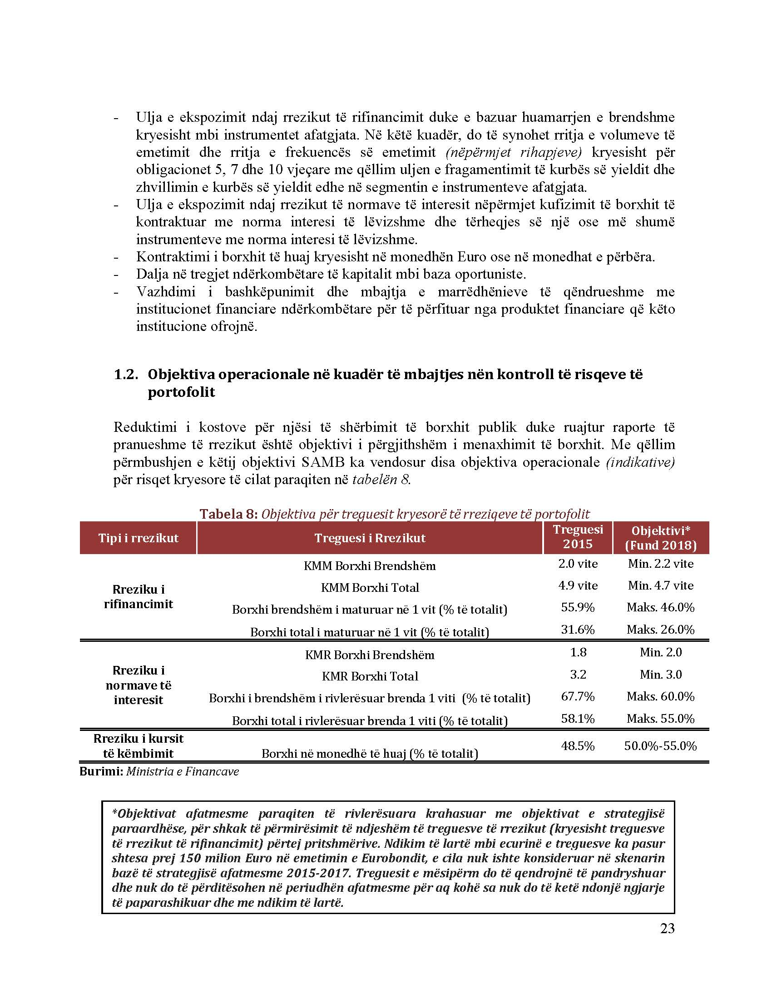 - Ulja e ekspozimit ndaj rrezikut të rifinancimit duke e bazuar huamarrjen e brendshme
kryesisht mbi instrumentet afatgjata. Në këtë kuadër, do të synohet rritja e volumeve të
emetimit dhe rritja e frekuencës së emetimit (nëpërmjet rihapjeve) kryesisht për
obligacionet 5, 7 dhe 10 vjeçare me qëllim uljen e fragamentimit të kurbës së yieldit dhe
zhvillimin e kurbës së yieldit edhe në segmentin e instrumenteve afatgjata.
- Ulja e ekspozimit ndaj rrezikut të normave të interesit nëpërmjet kufizimit të borxhit të
kontraktuar me norma interesi të lëvizshme dhe tërheqjes së një ose më shumë
instrumenteve me norma interesi të lëvizshme.
- Kontraktimi i borxhit të huaj kryesisht në monedhën Euro ose në monedhat e përbëra.
- Dalja në tregjet ndërkombëtare të kapitalit mbi baza oportuniste.
- Vazhdimi i bashkëpunimit dhe mbajtja e marrëdhënieve të qëndrueshme me
institucionet financiare ndërkombëtare për të përfituar nga produktet financiare që këto
institucione ofrojnë.
1.2. Objektiva operacionale në kuadër të mbajtjes nën kontroll të risqeve të
portofolit
Reduktimi i kostove për njësi të shërbimit të borxhit publik duke ruajtur raporte të
pranueshme të rrezikut është objektivi i përgjithshëm i menaxhimit të borxhit. Me qëllim
përmbushjen e këtij objektivi SAMB ka vendosur disa objektiva operacionale (indikative)
për risqet kryesore të cilat paraqiten në tabelën 8.
Tabela 8: Objektiva për treguesit kryesorë të rreziqeve të portofolit
Tipi i rrezikut Treguesi i Rrezikut Treguesi 2015 Objektivi* (Fund 2018)
Rreziku i rifinancimit
KMM Borxhi Brendshëm 2.0 vite Min. 2.2 vite
KMM Borxhi Total 4.9 vite Min. 4.7 vite
Borxhi brendshëm i maturuar në 1 vit (% të totalit) 55.9% Maks. 46.0%
Borxhi total i maturuar në 1 vit (% të totalit) 31.6% Maks. 26.0%
Rreziku i normave të interesit
KMR Borxhi Brendshëm 1.8 Min. 2.0
KMR Borxhi Total 3.2 Min. 3.0
Borxhi i brendshëm i rivlerësuar brenda 1 viti (% të totalit) 67.7% Maks. 60.0%
Borxhi total i rivlerësuar brenda 1 viti (% të totalit) 58.1% Maks. 55.0%
Rreziku i kursit të këmbimit
Borxhi në monedhë të huaj (% të totalit) 48.5% 50.0%-55.0%
Burimi: Ministria e Financave
*Objektivat afatmesme paraqiten të rivlerësuara krahasuar me objektivat e strategjisë
paraardhëse, për shkak të përmirësimit të ndjeshëm të treguesve të rrezikut (kryesisht treguesve
të rrezikut të rifinancimit) përtej pritshmërive. Ndikim të lartë mbi ecurinë e treguesve ka pasur
shtesa prej 150 milion Euro në emetimin e Eurobondit, e cila nuk ishte konsideruar në skenarin
bazë të strategjisë afatmesme 2015-2017. Treguesit e mësipërm do të qendrojnë të pandryshuar
dhe nuk do të përditësohen në periudhën afatmesme për aq kohë sa nuk do të ketë ndonjë ngjarje
të paparashikuar dhe me ndikim të lartë.
23